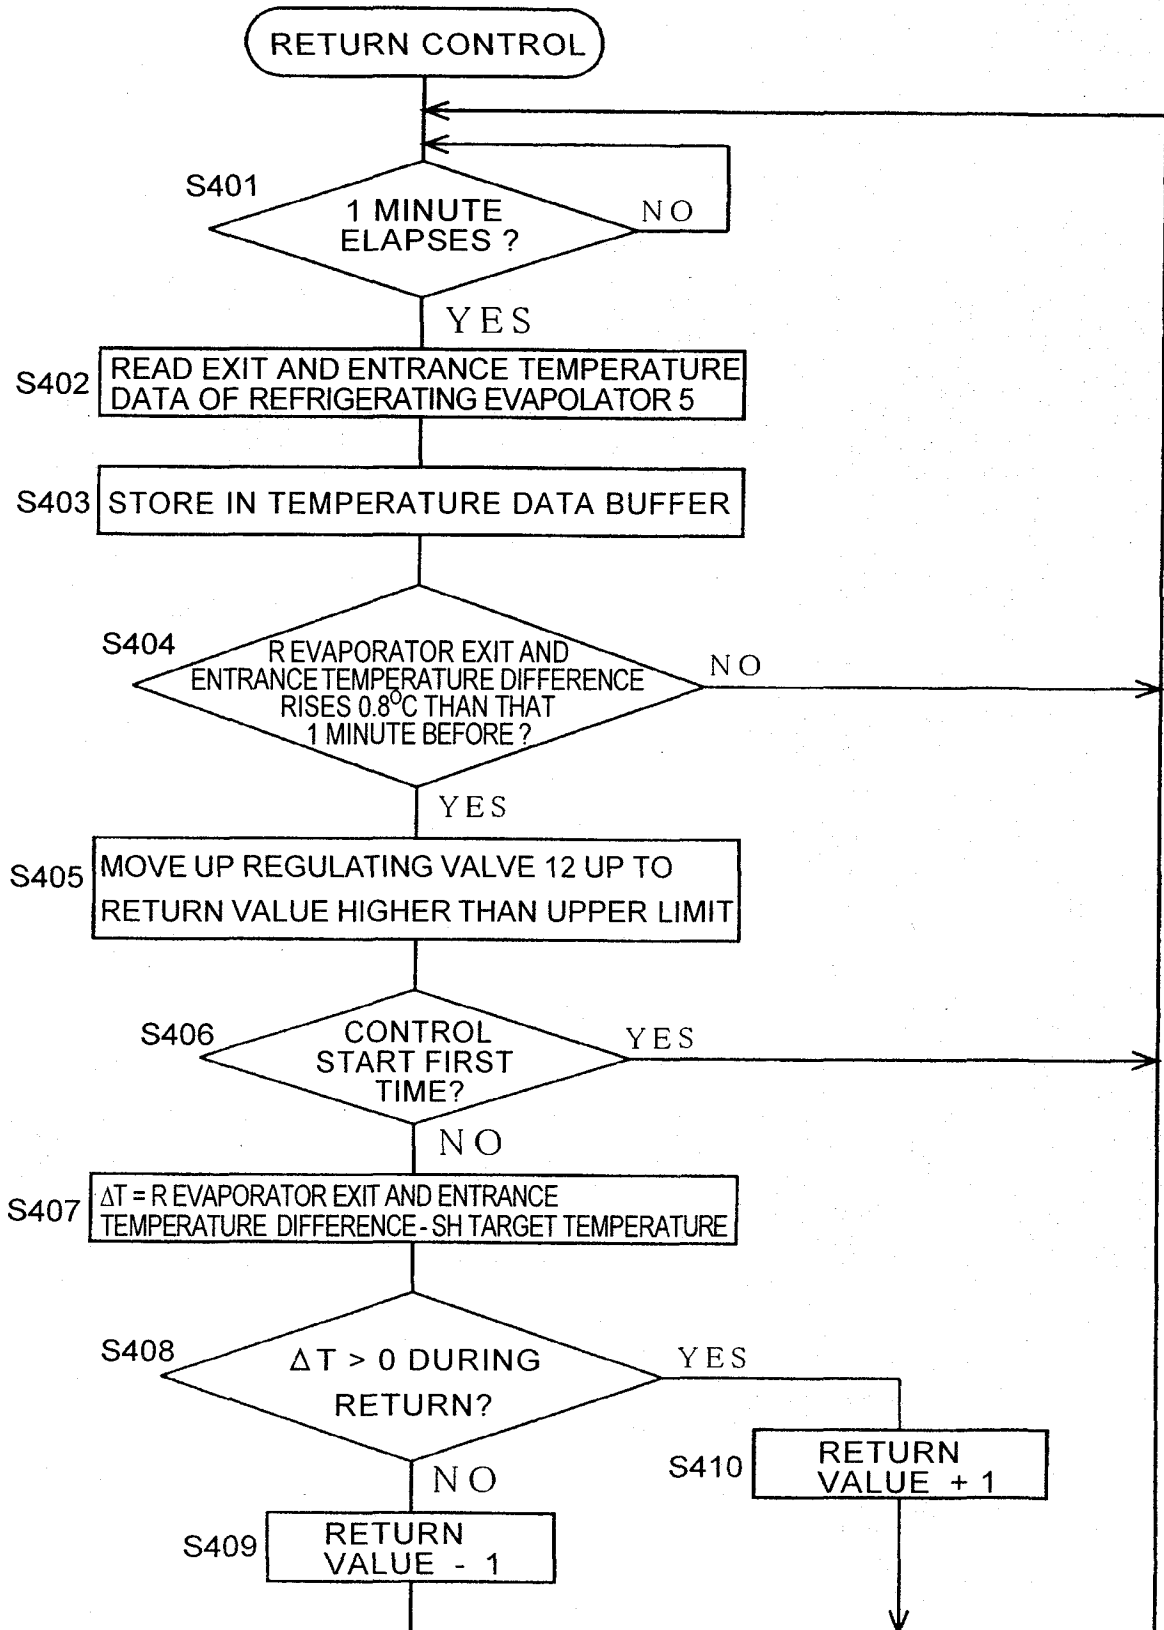 RETURN CONTROL
S401
1 MINUTE
ELAPSES ?
NO
YES
S402
READ EXIT AND ENTRANCE TEMPERATURE
DATA OF REFRIGERATING EVAPOLATOR 5
S403
STORE IN TEMPERATURE DATA BUFFER
S404
R EVAPORATOR EXIT AND
ENTRANCE TEMPERATURE DIFFERENCE
RISES 0.8°C THAN THAT
1 MINUTE BEFORE ?
NO
YES
S405
MOVE UP REGULATING VALVE 12 UP TO
RETURN VALUE HIGHER THAN UPPER LIMIT
S406
CONTROL
START FIRST
TIME?
YES
NO
S407
ΔT = R EVAPORATOR EXIT AND ENTRANCE
TEMPERATURE DIFFERENCE - SH TARGET TEMPERATURE
S408
ΔT > 0 DURING
RETURN?
YES
NO
S410
RETURN
VALUE + 1
S409
RETURN
VALUE - 1